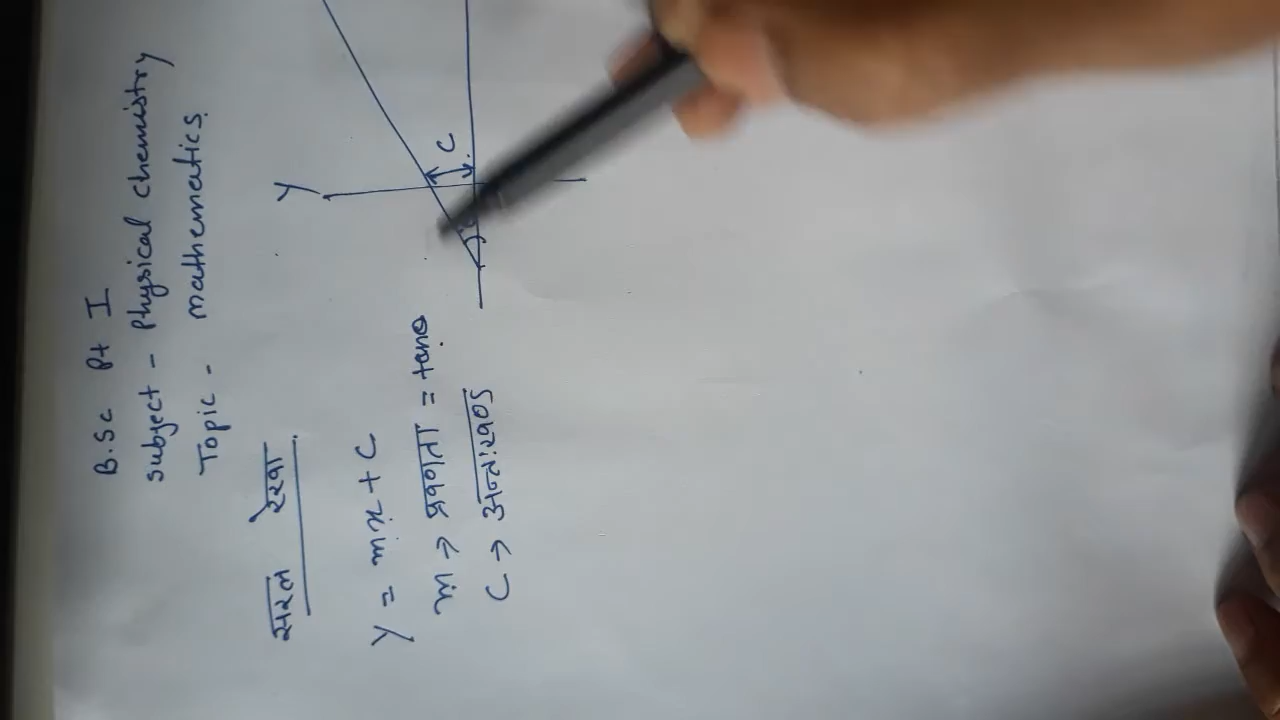 B.Sc Pt I
Subject - Physical Chemistry
Topic - Mathematics.
सरल रेखा
y = mx + C
m → प्रवणता = tanθ
C → अन्तःखण्ड
Y
C